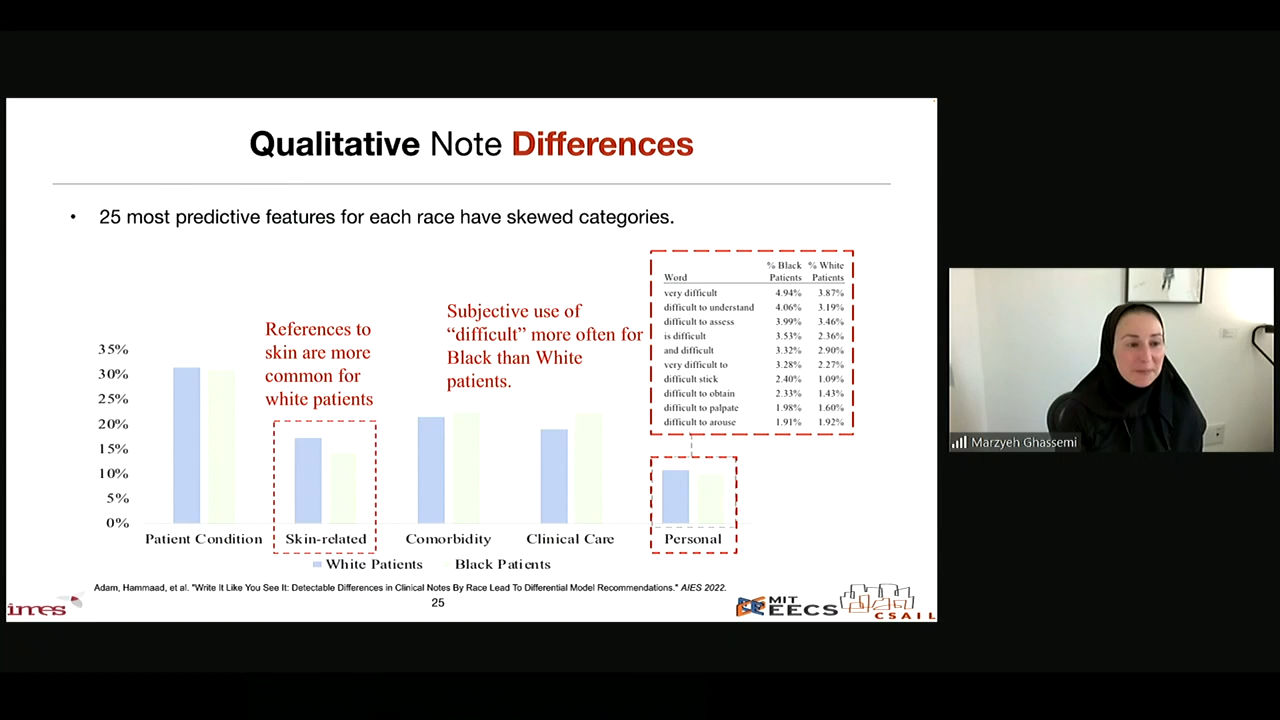 Qualitative Note Differences
• 25 most predictive features for each race have skewed categories.
% Black % White
Word Patients Patients
very difficult 4.94% 3.87%
difficult to understand 4.06% 3.19%
difficult to assess 3.99% 3.46%
is difficult 3.53% 2.36%
and difficult 3.32% 2.90%
very difficult to 3.28% 2.27%
difficult stick 2.40% 1.09%
difficult to obtain 2.33% 1.43%
difficult to palpate 1.98% 1.60%
difficult to arouse 1.91% 1.92%
References to
skin are more
common for
white patients
Subjective use of
“difficult” more often for
Black than White
patients.
35%
30%
25%
20%
15%
10%
5%
0%
Patient Condition Skin-related Comorbidity Clinical Care Personal
White Patients Black Patients
Adam, Hammaad, et al. "Write It Like You See It: Detectable Differences in Clinical Notes By Race Lead To Differential Model Recommendations." AIES 2022.
25
imes
MIT
EECS
CSAIL
Marzyeh Ghassemi